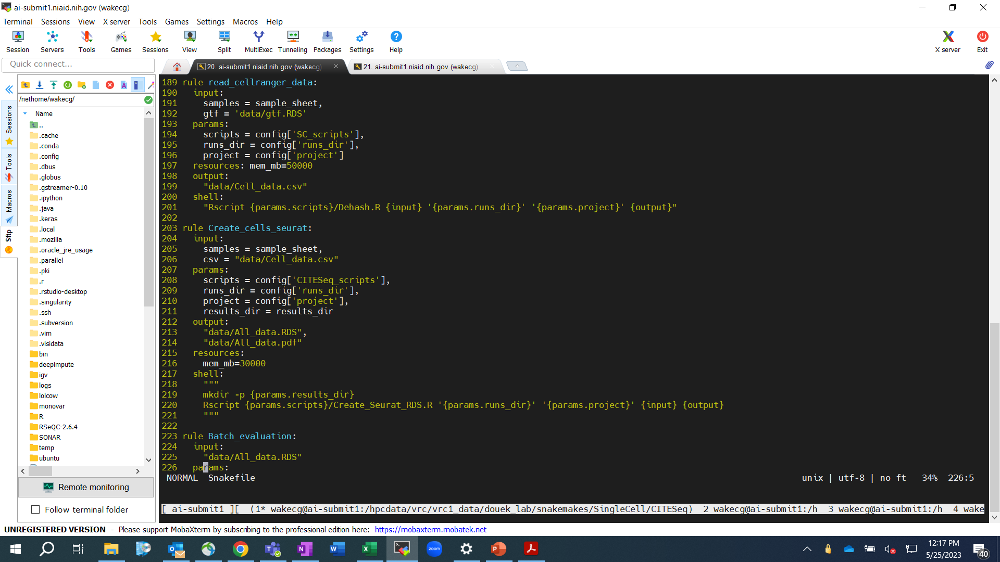 ai-submit1.niaid.nih.gov (wakecg)
Terminal Sessions View X server Tools Games Settings Macros Help
Session Servers Tools Games Sessions View Split MultiExec Tunneling Packages Settings Help X server Exit
Quick connect...
20. ai-submit1.niaid.nih.gov (wakecg)
21. ai-submit1.niaid.nih.gov (wakecg)
/nethome/wakecg/
Sessions
Tools
Macros
Sftp
Name
..
.cache
.conda
.config
.dbus
.globus
.gstreamer-0.10
.ipython
.java
.keras
.local
.mozilla
.oracle_jre_usage
.parallel
.pki
.r
.rstudio-desktop
.singularity
.ssh
.subversion
.vim
.visidata
bin
deepimpute
igv
logs
lolcow
monovar
R
RSeQC-2.6.4
SONAR
temp
ubuntu
Remote monitoring
Follow terminal folder
189 rule read_cellranger_data:
190   input:
191     samples = sample_sheet,
192     gtf = 'data/gtf.RDS'
193   params:
194     scripts = config['SC_scripts'],
195     runs_dir = config['runs_dir'],
196     project = config['project']
197   resources: mem_mb=50000
198   output:
199     "data/Cell_data.csv"
200   shell:
201     "Rscript {params.scripts}/Dehash.R {input} '{params.runs_dir}' '{params.project}' {output}"
202
203 rule Create_cells_seurat:
204   input:
205     samples = sample_sheet,
206     csv = "data/Cell_data.csv"
207   params:
208     scripts = config['CITESeq_scripts'],
209     runs_dir = config['runs_dir'],
210     project = config['project'],
211     results_dir = results_dir
212   output:
213     "data/All_data.RDS",
214     "data/All_data.pdf"
215   resources:
216     mem_mb=30000
217   shell:
218     """
219     mkdir -p {params.results_dir}
220     Rscript {params.scripts}/Create_Seurat_RDS.R '{params.runs_dir}' '{params.project}' {input} {output}
221     """
222
223 rule Batch_evaluation:
224   input:
225     "data/All_data.RDS"
226   params:
NORMAL Snakefile unix | utf-8 | no ft 34% 226:5
[ ai-submit1 ][ (1* wakecg@ai-submit1:/hpcdata/vrc/vrc1_data/douek_lab/snakemakes/SingleCell/CITESeq) 2 wakecg@ai-submit1:/h 3 wakecg@ai-submit1:/h 4 wake
UNREGISTERED VERSION - Please support MobaXterm by subscribing to the professional edition here: https://mobaxterm.mobatek.net
zoom
12:17 PM
5/25/2023
40